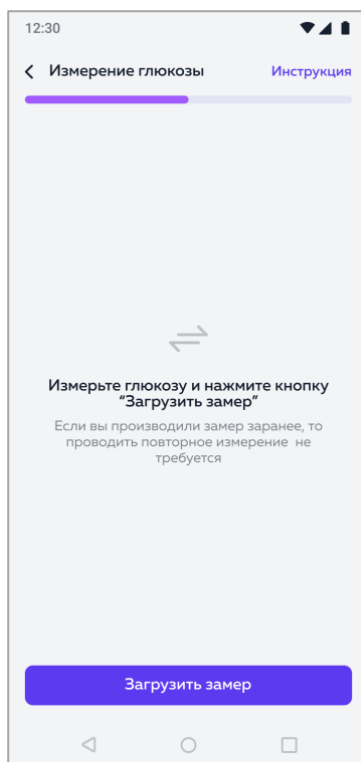 12:30
Измерение глюкозы
Инструкция
Измерьте глюкозу и нажмите кнопку
“Загрузить замер”
Если вы производили замер заранее, то
проводить повторное измерение не
требуется
Загрузить замер